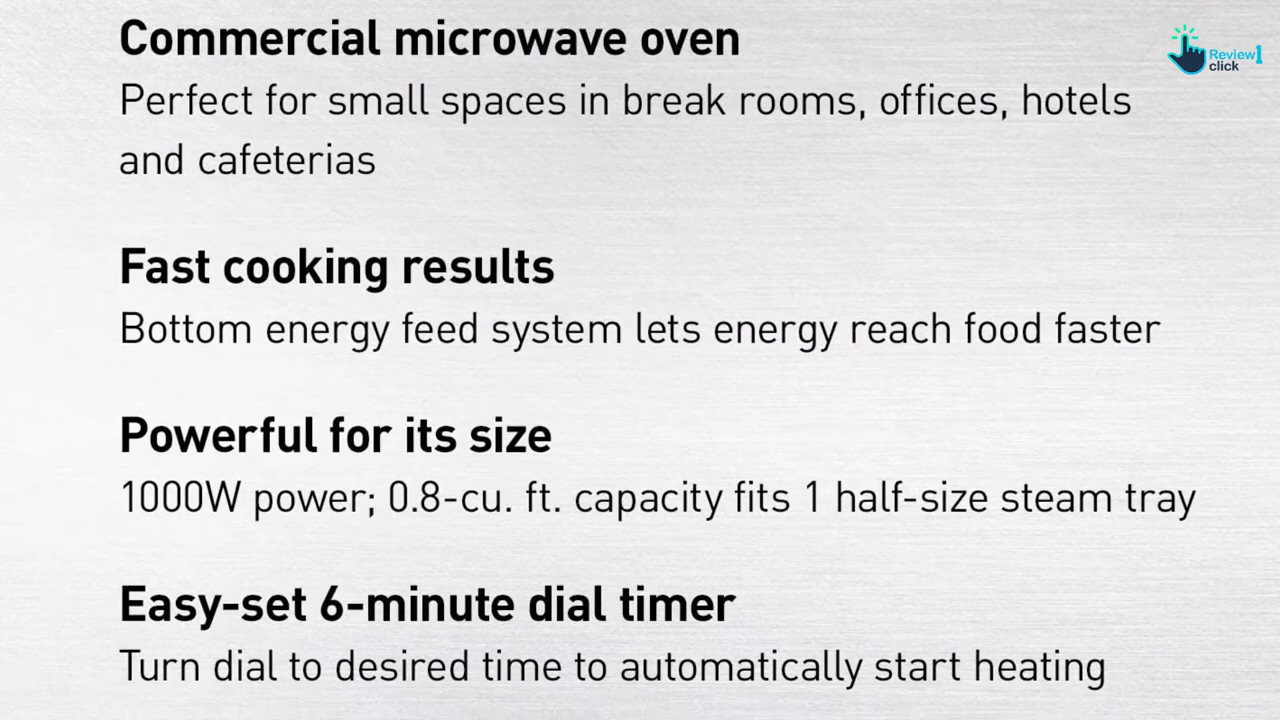 Commercial microwave oven
Perfect for small spaces in break rooms, offices, hotels
and cafeterias
Fast cooking results
Bottom energy feed system lets energy reach food faster
Powerful for its size
1000W power; 0.8-cu. ft. capacity fits 1 half-size steam tray
Easy-set 6-minute dial timer
Turn dial to desired time to automatically start heating
Review1
click